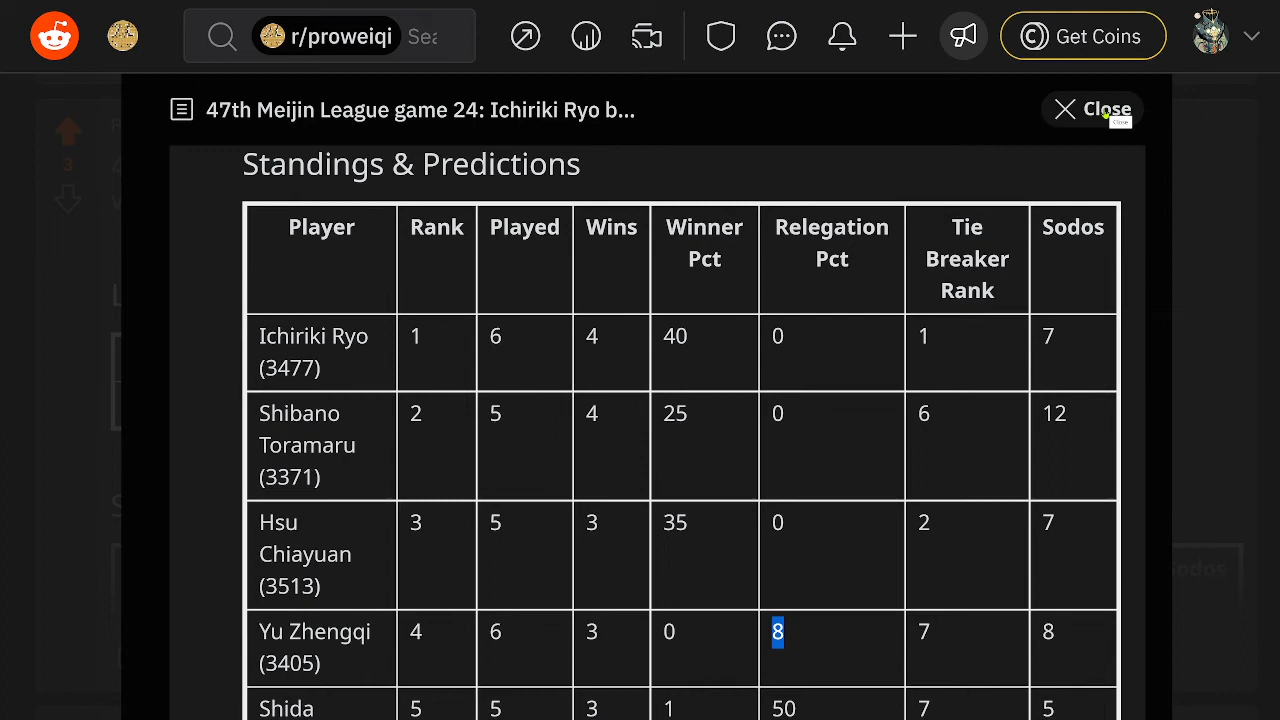 r/proweiqi Sea
Get Coins
47th Meijin League game 24: Ichiriki Ryo b...
Close
Close
Standings & Predictions
Player Rank Played Wins Winner Pct Relegation Pct Tie Breaker Rank Sodos
Ichiriki Ryo (3477) 1 6 4 40 0 1 7
Shibano Toramaru (3371) 2 5 4 25 0 6 12
Hsu Chiayuan (3513) 3 5 3 35 0 2 7
Yu Zhengqi (3405) 4 6 3 0 8 7 8
Shida 5 5 3 1 50 7 5
3
Sodos